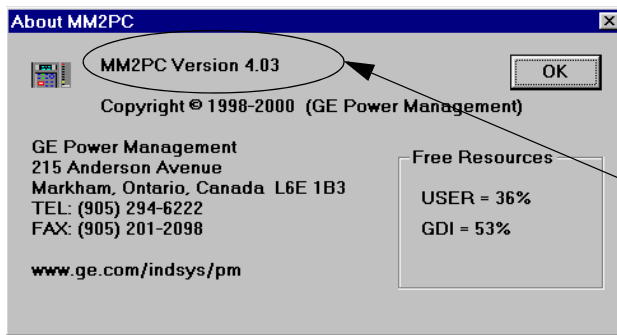 About MM2PC
MM2PC Version 4.03
OK
Copyright © 1998-2000 (GE Power Management)
GE Power Management
215 Anderson Avenue
Markham, Ontario, Canada L6E 1B3
TEL: (905) 294-6222
FAX: (905) 201-2098
www.ge.com/indsys/pm
Free Resources
USER = 36%
GDI = 53%